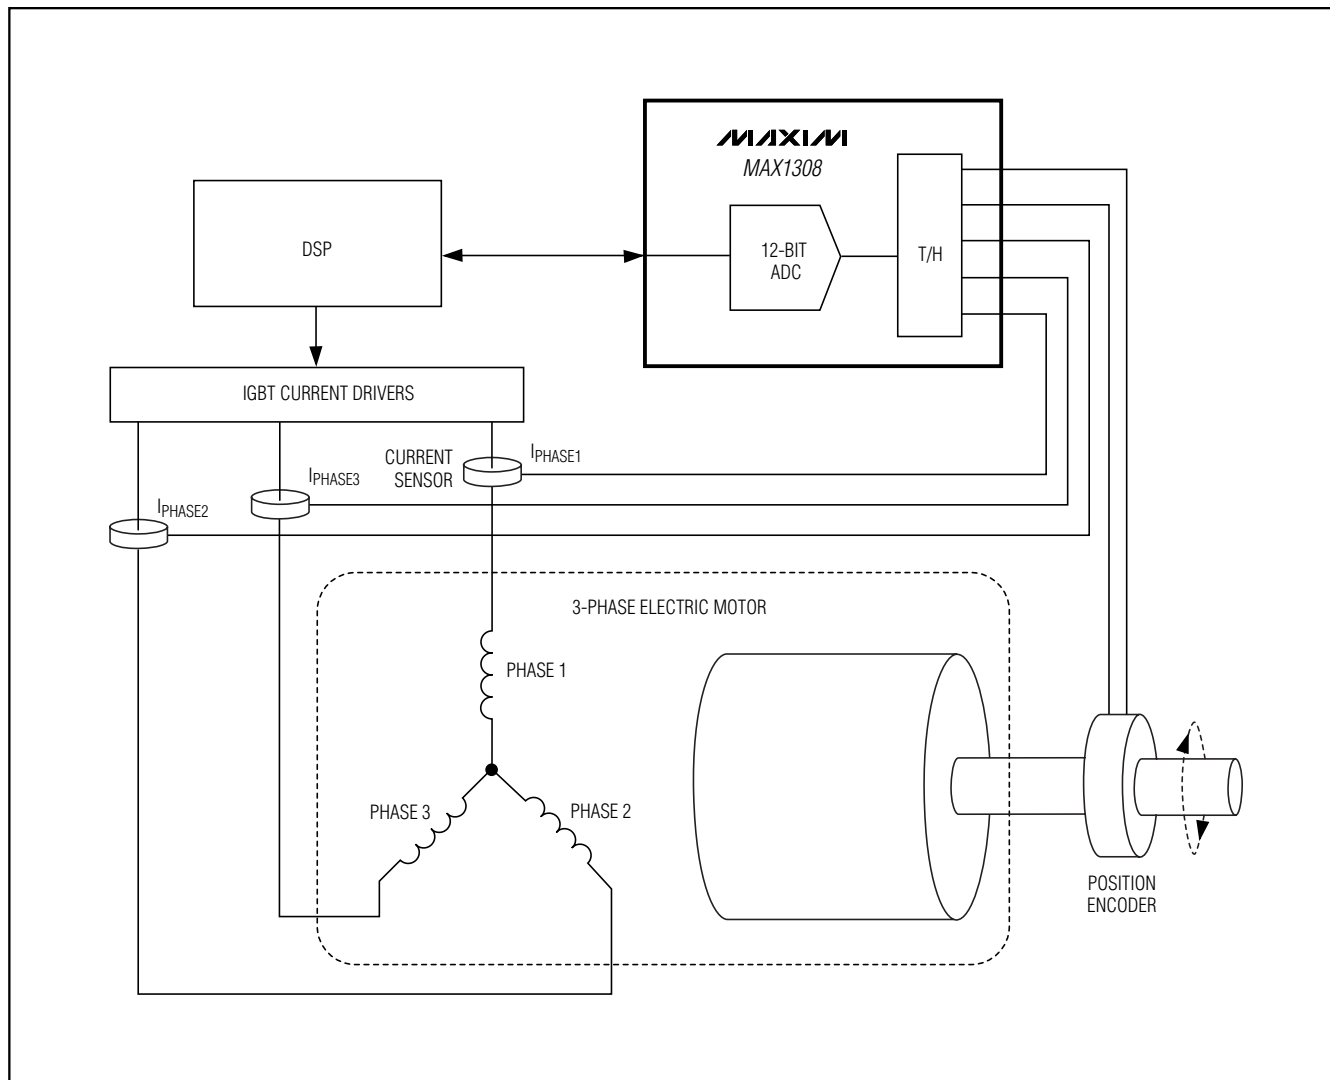 MAXIM
MAX1308
DSP
12-BIT
ADC
T/H
IGBT CURRENT DRIVERS
CURRENT
SENSOR
IPHASE1
IPHASE3
IPHASE2
3-PHASE ELECTRIC MOTOR
PHASE 1
PHASE 3
PHASE 2
POSITION
ENCODER